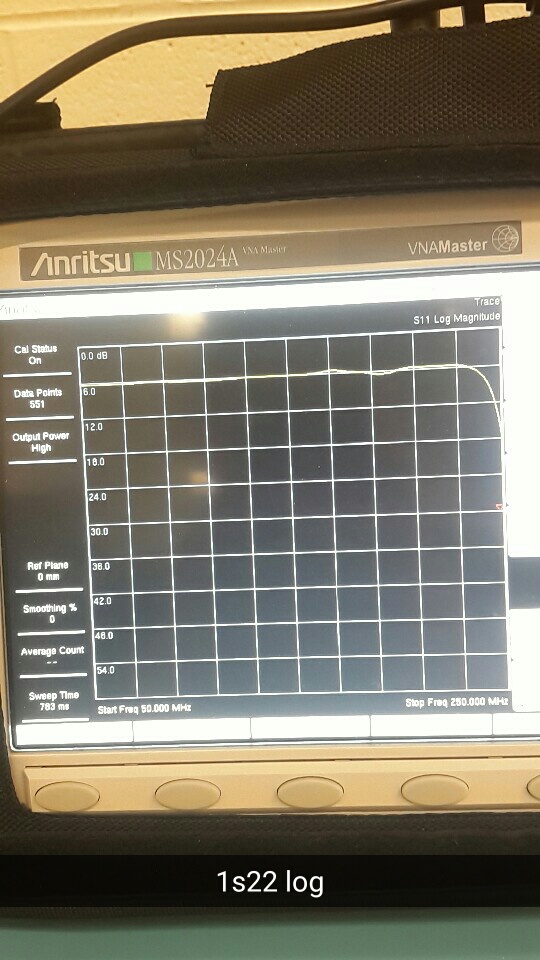 Anritsu MS2024A VNA Master VNAMaster
Trace
S11 Log Magnitude
Cal Status
On
Data Points
551
Output Power
High
Ref Plane
0 mm
Smoothing %
0
Average Count
--
Sweep Time
783 ms
0.0 dB
6.0
12.0
18.0
24.0
30.0
36.0
42.0
48.0
54.0
Start Freq 50.000 MHz
Stop Freq 250.000 MHz
1s22 log